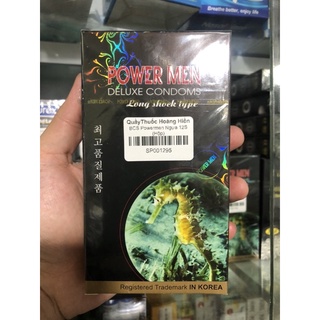 POWER MEN
DELUXE CONDOMS
Long shock type
QuầyThuốc Hoàng Hiền
BCS Powermen Ngựa 12S
(Hộp)
SP001295
최고품질제품
Registered Trademark IN KOREA